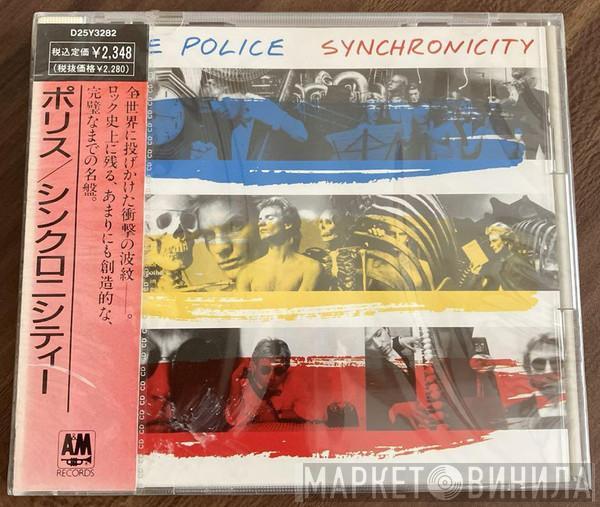 D25Y3282
税込定価 ¥2,348
(税抜価格¥2,280)
E POLICE SYNCHRONICITY
ポリス/シンクロニシティー
全世界に投げかけた衝撃の波紋――。
ロック史上に残る、あまりにも創造的な、
完璧なまでの名盤。
A&M
RECORDS
МАРКЕТ ВИНИЛА